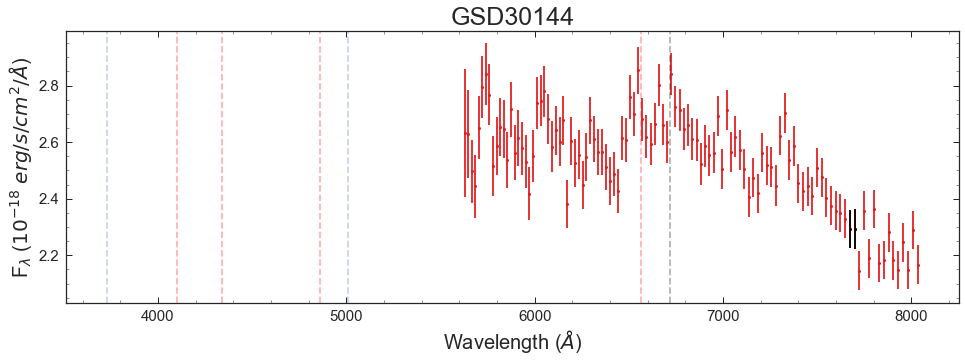 GSD30144
F_λ (10^{-18} erg/s/cm^2/Å)
2.8
2.6
2.4
2.2
4000 5000 6000 7000 8000
Wavelength (Å)